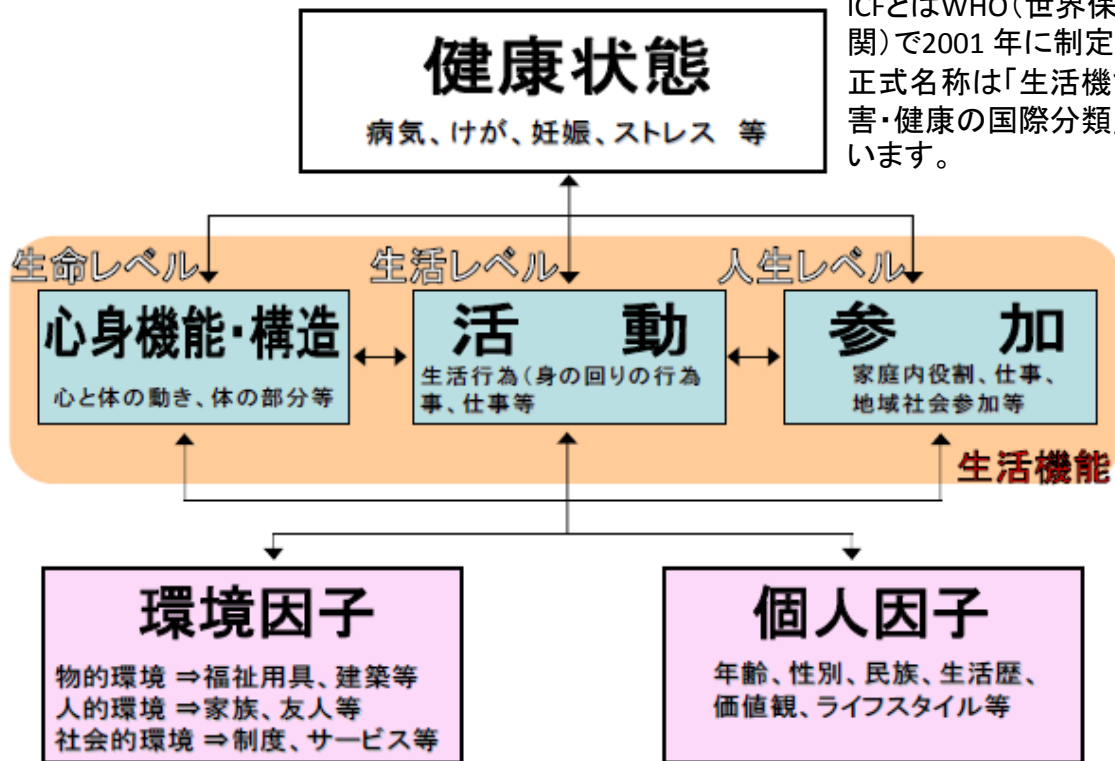 ICFとはWHO(世界保
関)で2001 年に制定
正式名称は「生活機
害・健康の国際分類
います。
健康状態
病気、けが、妊娠、ストレス 等
生命レベル
生活レベル
人生レベル
心身機能・構造
心と体の動き、体の部分等
活 動
生活行為(身の回りの行為
事、仕事等
参 加
家庭内役割、仕事、
地域社会参加等
生活機能
環境因子
物的環境 ⇒福祉用具、建築等
人的環境 ⇒家族、友人等
社会的環境 ⇒制度、サービス等
個人因子
年齢、性別、民族、生活歴、
価値観、ライフスタイル等